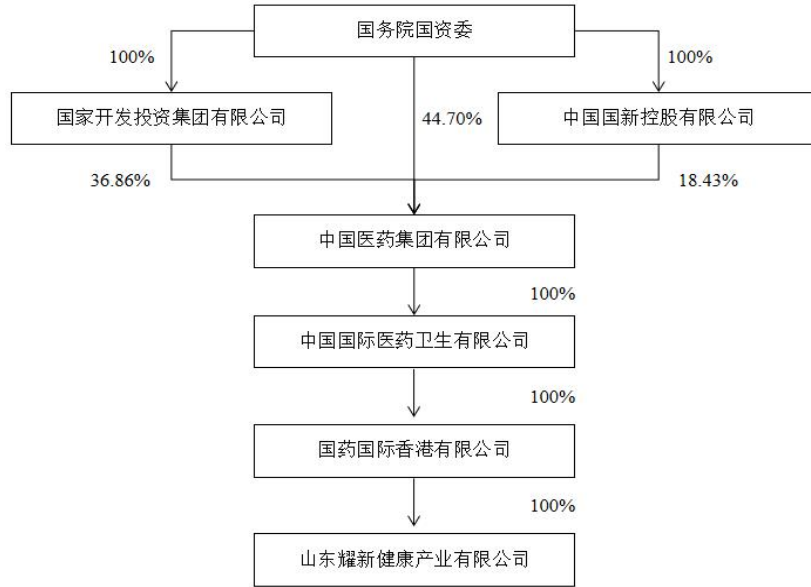 国务院国资委
100%
100%
国家开发投资集团有限公司
44.70%
中国国新控股有限公司
36.86%
18.43%
中国医药集团有限公司
100%
中国国际医药卫生有限公司
100%
国药国际香港有限公司
100%
山东耀新健康产业有限公司